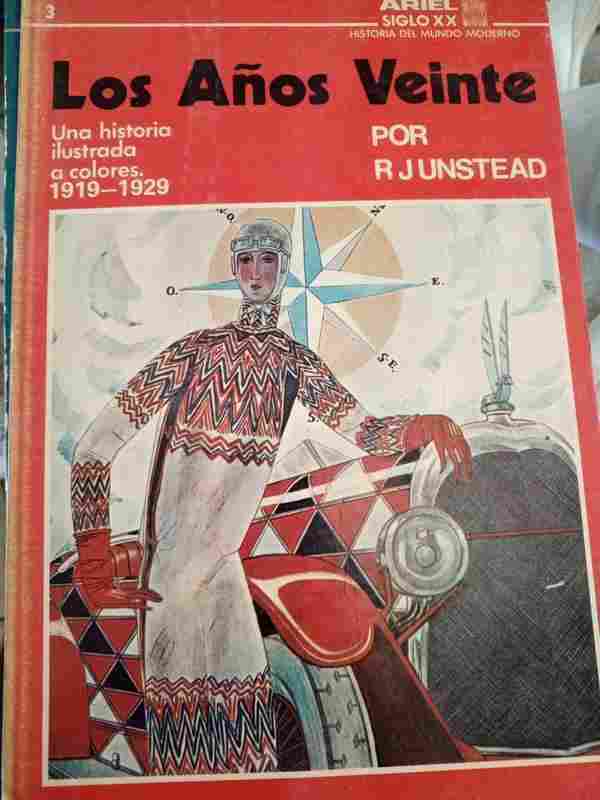 3
ARIEL
SIGLO XX
HISTORIA DEL MUNDO MODERNO
Los Años Veinte
Una historia
ilustrada
a colores.
1919—1929
POR
R J UNSTEAD
N.O.
N.
O.
E.
S.E.
S.